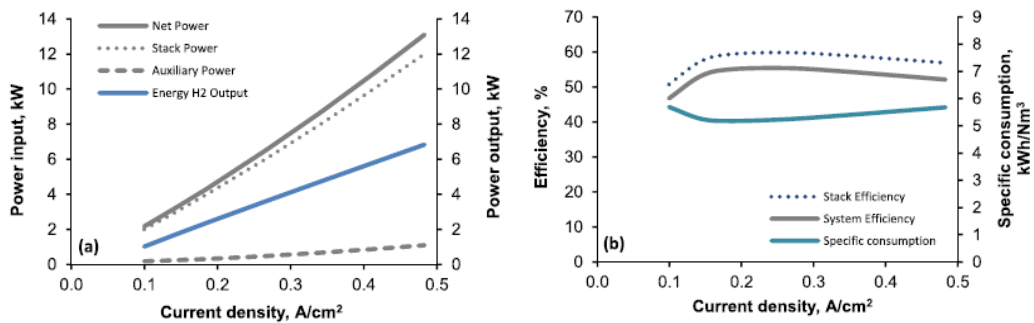 Power input, kW
14
12
10
8
6
4
2
0
Net Power
Stack Power
Auxiliary Power
Energy H2 Output
(a)
14
12
10
8
6
4
2
0
Power output, kW
0.0 0.1 0.2 0.3 0.4 0.5
Current density, A/cm²
Efficiency, %
70
60
50
40
30
20
10
0
Stack Efficiency
System Efficiency
Specific consumption
(b)
9
8
7
6
5
4
3
2
1
0
Specific consumption,
kWh/Nm³
0.0 0.1 0.2 0.3 0.4 0.5
Current density, A/cm²